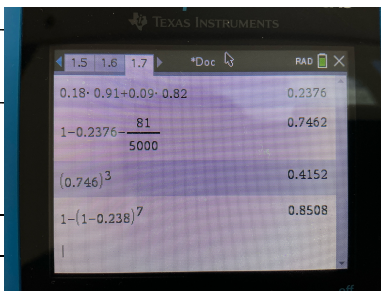 TEXAS INSTRUMENTS
1.5 1.6 1.7 *Doc RAD
0.18·0.91+0.09·0.82 0.2376
1-0.2376-81/5000 0.7462
(0.746)^3 0.4152
1-(1-0.238)^7 0.8508
off